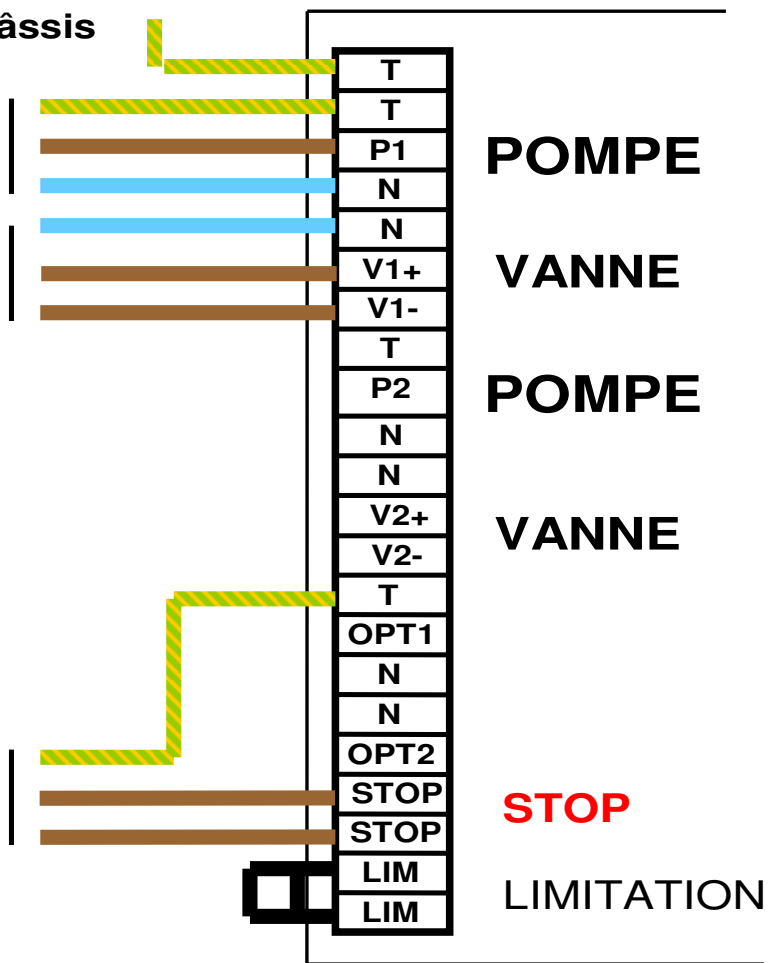 âssis
T
T
P1 POMPE
N
N
V1+ VANNE
V1-
T
P2 POMPE
N
N
V2+ VANNE
V2-
T
OPT1
N
N
OPT2
STOP STOP
STOP
LIM LIMITATION
LIM